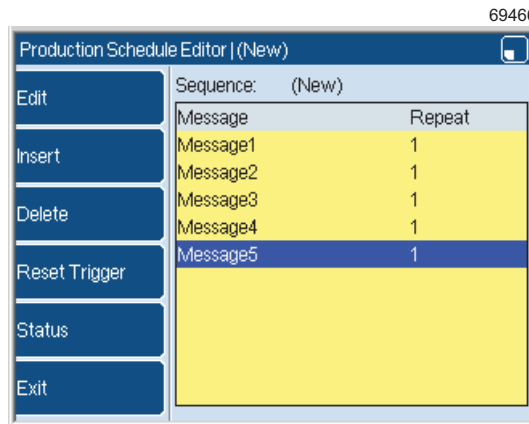 Production Schedule Editor | (New)
Edit
Insert
Delete
Reset Trigger
Status
Exit
Sequence: (New)
Message Repeat
Message1 1
Message2 1
Message3 1
Message4 1
Message5 1